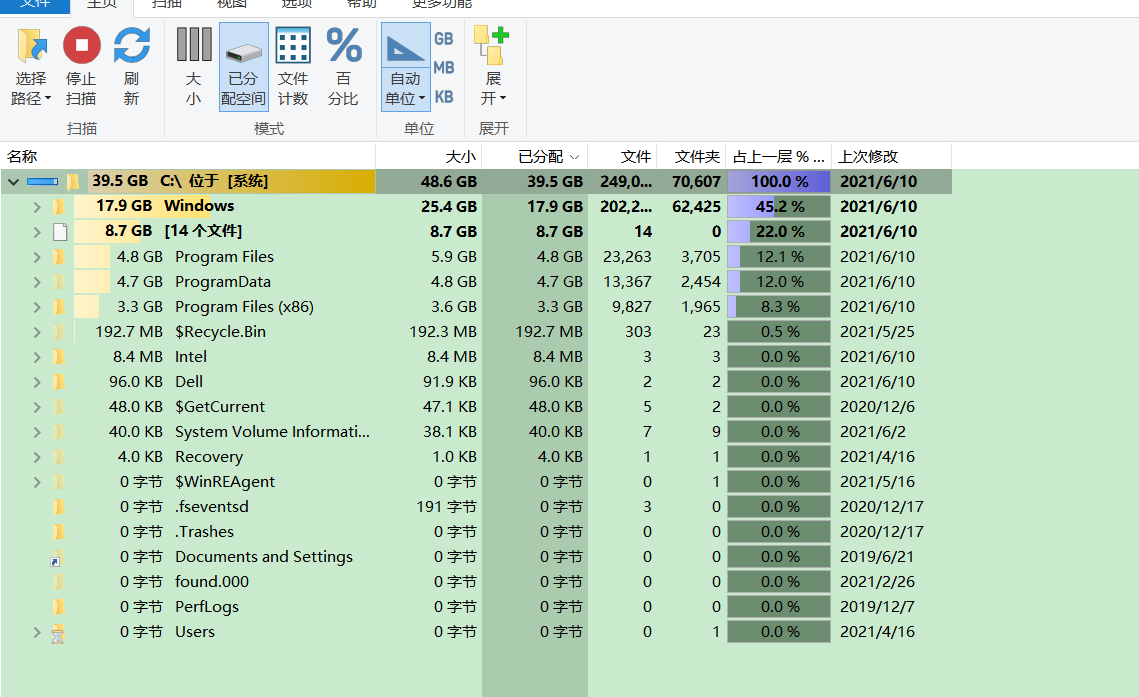 文件 主页 扫描 视图 选项 帮助 更多功能
GB
MB
KB
选择 停止 刷 大 已分 文件 百 自动 展
路径 扫描 新 小 配空间 计数 分比 单位 开
扫描 模式 单位 展开
名称 大小 已分配 文件 文件夹 占上一层 % ... 上次修改
39.5 GB C:\ 位于 [系统] 48.6 GB 39.5 GB 249,0... 70,607 100.0 % 2021/6/10
17.9 GB Windows 25.4 GB 17.9 GB 202,2... 62,425 45.2 % 2021/6/10
8.7 GB [14 个文件] 8.7 GB 8.7 GB 14 0 22.0 % 2021/6/10
4.8 GB Program Files 5.9 GB 4.8 GB 23,263 3,705 12.1 % 2021/6/10
4.7 GB ProgramData 4.8 GB 4.7 GB 13,367 2,454 12.0 % 2021/6/10
3.3 GB Program Files (x86) 3.6 GB 3.3 GB 9,827 1,965 8.3 % 2021/6/10
192.7 MB $Recycle.Bin 192.3 MB 192.7 MB 303 23 0.5 % 2021/5/25
8.4 MB Intel 8.4 MB 8.4 MB 3 3 0.0 % 2021/6/10
96.0 KB Dell 91.9 KB 96.0 KB 2 2 0.0 % 2021/6/10
48.0 KB $GetCurrent 47.1 KB 48.0 KB 5 2 0.0 % 2020/12/6
40.0 KB System Volume Informati... 38.1 KB 40.0 KB 7 9 0.0 % 2021/6/2
4.0 KB Recovery 1.0 KB 4.0 KB 1 1 0.0 % 2021/4/16
0 字节 $WinREAgent 0 字节 0 字节 0 1 0.0 % 2021/5/16
0 字节 .fseventsd 191 字节 0 字节 3 0 0.0 % 2020/12/17
0 字节 .Trashes 0 字节 0 字节 0 0 0.0 % 2020/12/17
0 字节 Documents and Settings 0 字节 0 字节 0 0 0.0 % 2019/6/21
0 字节 found.000 0 字节 0 字节 0 0 0.0 % 2021/2/26
0 字节 PerfLogs 0 字节 0 字节 0 0 0.0 % 2019/12/7
0 字节 Users 0 字节 0 字节 0 1 0.0 % 2021/4/16